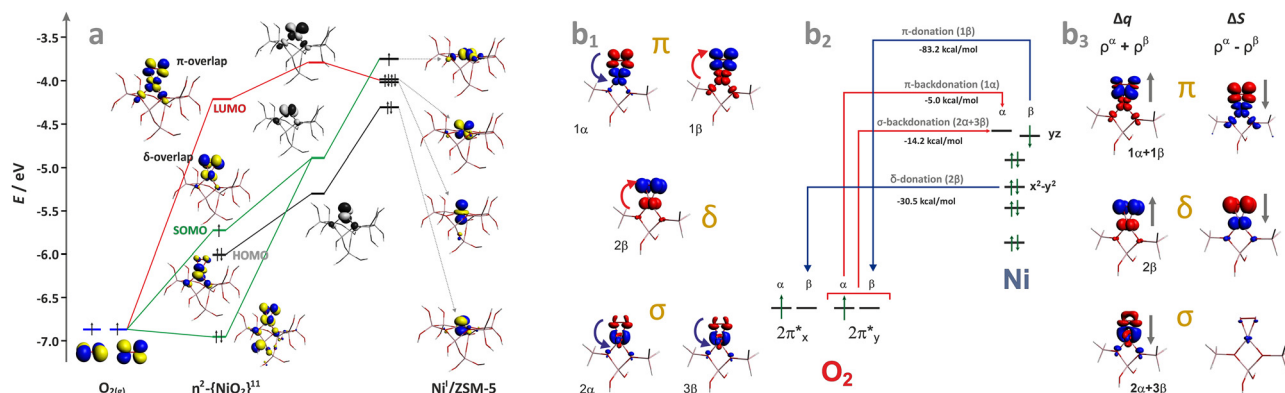 a
E / eV
-3.5
-4.0
-4.5
-5.0
-5.5
-6.0
-6.5
-7.0
π-overlap
LUMO
δ-overlap
SOMO
HOMO
O2(g)
η²-{NiO₂}¹¹
Niᴵ/ZSM-5
b₁
π
1α
1β
δ
2β
σ
2α
3β
b₂
π-donation (1β)
-83.2 kcal/mol
π-backdonation (1α)
-5.0 kcal/mol
σ-backdonation (2α+3β)
-14.2 kcal/mol
δ-donation (2β)
-30.5 kcal/mol
α
β
yz
x²-y²
Ni
α
β
α
β
2π*x
2π*y
O₂
b₃
Δq
ρᵅ + ρᵝ
ΔS
ρᵅ - ρᵝ
π
1α+1β
δ
2β
σ
2α+3β